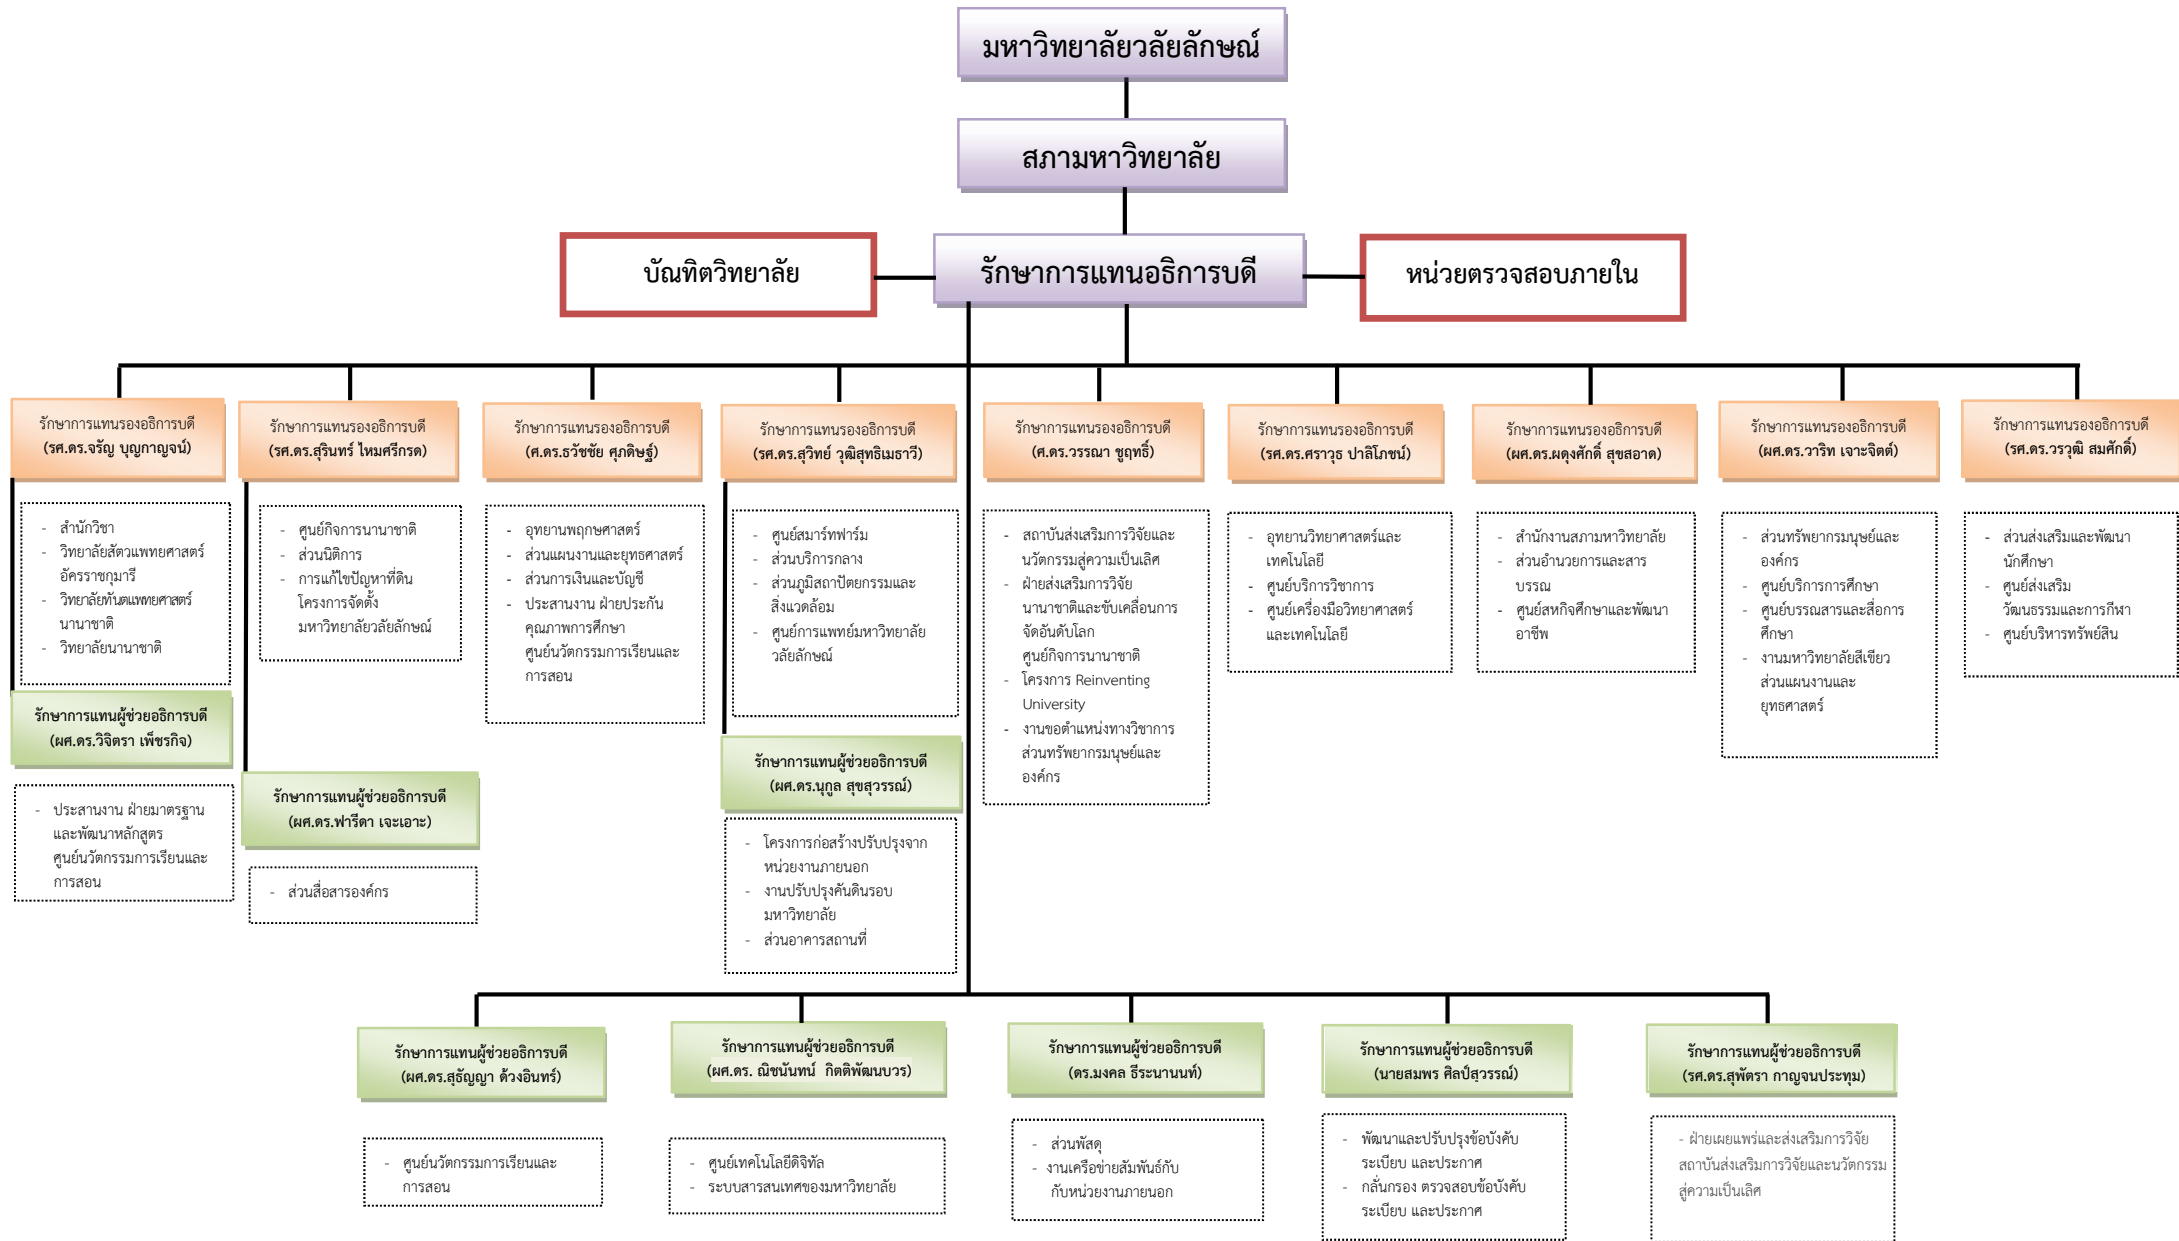 มหาวิทยาลัยวลัยลักษณ์
สภามหาวิทยาลัย
บัณฑิตวิทยาลัย
รักษาการแทนอธิการบดี
หน่วยตรวจสอบภายใน
รักษาการแทนรองอธิการบดี
(รศ.ดร.จรัญ บุญกาญจน์)
- สำนักวิชา
- วิทยาลัยสัตวแพทยศาสตร์
อัครราชกุมารี
- วิทยาลัยทันตแพทยศาสตร์
นานาชาติ
- วิทยาลัยนานาชาติ
รักษาการแทนผู้ช่วยอธิการบดี
(ผศ.ดร.วิจิตรา เพ็ชรกิจ)
- ประสานงาน ฝ่ายมาตรฐาน
และพัฒนาหลักสูตร
ศูนย์นวัตกรรมการเรียนและ
การสอน
รักษาการแทนรองอธิการบดี
(รศ.ดร.สุรินทร์ ไหมศรีกรด)
- ศูนย์กิจการนานาชาติ
- ส่วนนิติการ
- การแก้ไขปัญหาที่ดิน
โครงการจัดตั้ง
มหาวิทยาลัยวลัยลักษณ์
รักษาการแทนผู้ช่วยอธิการบดี
(ผศ.ดร.ฟารีดา เจะเอาะ)
- ส่วนสื่อสารองค์กร
รักษาการแทนรองอธิการบดี
(ศ.ดร.ธวัชชัย ศุภดิษฐ์)
- อุทยานพฤกษศาสตร์
- ส่วนแผนงานและยุทธศาสตร์
- ส่วนการเงินและบัญชี
- ประสานงาน ฝ่ายประกัน
คุณภาพการศึกษา
ศูนย์นวัตกรรมการเรียนและ
การสอน
รักษาการแทนรองอธิการบดี
(รศ.ดร.สุวิทย์ วุฒิสุทธิเมธาวี)
- ศูนย์สมาร์ทฟาร์ม
- ส่วนบริการกลาง
- ส่วนภูมิสถาปัตยกรรมและ
สิ่งแวดล้อม
- ศูนย์การแพทย์มหาวิทยาลัย
วลัยลักษณ์
รักษาการแทนผู้ช่วยอธิการบดี
(ผศ.ดร.นุกูล สุขสุวรรณ์)
- โครงการก่อสร้างปรับปรุงจาก
หน่วยงานภายนอก
- งานปรับปรุงคันดินรอบ
มหาวิทยาลัย
- ส่วนอาคารสถานที่
รักษาการแทนรองอธิการบดี
(ศ.ดร.วรรณา ชูฤทธิ์)
- สถาบันส่งเสริมการวิจัยและ
นวัตกรรมสู่ความเป็นเลิศ
- ฝ่ายส่งเสริมการวิจัย
นานาชาติและขับเคลื่อนการ
จัดอันดับโลก
ศูนย์กิจการนานาชาติ
- โครงการ Reinventing
University
- งานขอตำแหน่งทางวิชาการ
ส่วนทรัพยากรมนุษย์และ
องค์กร
รักษาการแทนรองอธิการบดี
(รศ.ดร.ศราวุธ ปาลิโภชน์)
- อุทยานวิทยาศาสตร์และ
เทคโนโลยี
- ศูนย์บริการวิชาการ
- ศูนย์เครื่องมือวิทยาศาสตร์
และเทคโนโลยี
รักษาการแทนรองอธิการบดี
(ผศ.ดร.ผดุงศักดิ์ สุขสอาด)
- สำนักงานสภามหาวิทยาลัย
- ส่วนอำนวยการและสาร
บรรณ
- ศูนย์สหกิจศึกษาและพัฒนา
อาชีพ
รักษาการแทนรองอธิการบดี
(ผศ.ดร.วาริท เจาะจิตต์)
- ส่วนทรัพยากรมนุษย์และ
องค์กร
- ศูนย์บริการการศึกษา
- ศูนย์บรรณสารและสื่อการ
ศึกษา
- งานมหาวิทยาลัยสีเขียว
ส่วนแผนงานและ
ยุทธศาสตร์
รักษาการแทนรองอธิการบดี
(รศ.ดร.วรวุฒิ สมศักดิ์)
- ส่วนส่งเสริมและพัฒนา
นักศึกษา
- ศูนย์ส่งเสริม
วัฒนธรรมและการกีฬา
- ศูนย์บริหารทรัพย์สิน
รักษาการแทนผู้ช่วยอธิการบดี
(ผศ.ดร.สุธัญญา ด้วงอินทร์)
- ศูนย์นวัตกรรมการเรียนและ
การสอน
รักษาการแทนผู้ช่วยอธิการบดี
(ผศ.ดร. ณิชนันทน์ กิตติพัฒนบวร)
- ศูนย์เทคโนโลยีดิจิทัล
- ระบบสารสนเทศของมหาวิทยาลัย
รักษาการแทนผู้ช่วยอธิการบดี
(ดร.มงคล ธีระนานนท์)
- ส่วนพัสดุ
- งานเครือข่ายสัมพันธ์กับ
กับหน่วยงานภายนอก
รักษาการแทนผู้ช่วยอธิการบดี
(นายสมพร ศิลป์สุวรรณ์)
- พัฒนาและปรับปรุงข้อบังคับ
ระเบียบ และประกาศ
- กลั่นกรอง ตรวจสอบข้อบังคับ
ระเบียบ และประกาศ
รักษาการแทนผู้ช่วยอธิการบดี
(รศ.ดร.สุพัตรา กาญจนประทุม)
- ฝ่ายเผยแพร่และส่งเสริมการวิจัย
สถาบันส่งเสริมการวิจัยและนวัตกรรม
สู่ความเป็นเลิศ